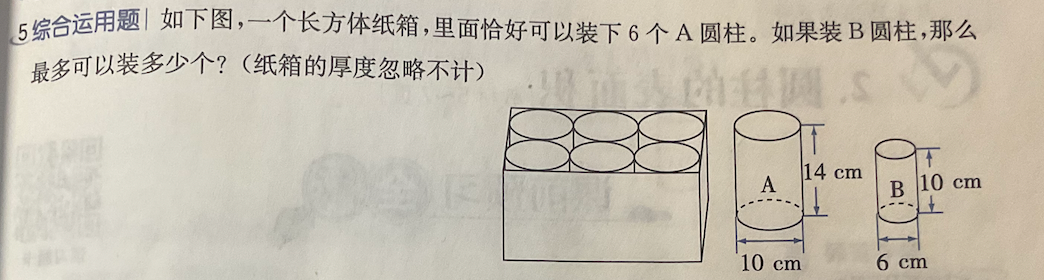 5 综合运用题 如下图，一个长方体纸箱，里面恰好可以装下 6 个 A 圆柱。如果装 B 圆柱，那么
最多可以装多少个？（纸箱的厚度忽略不计）
A
14 cm
10 cm
B
10 cm
6 cm